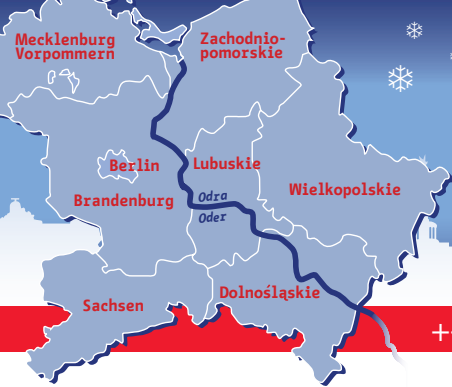 Mecklenburg
Vorpommern
Zachodnio-
pomorskie
Berlin
Lubuskie
Brandenburg
Wielkopolskie
Odra
Oder
Sachsen
Dolnośląskie